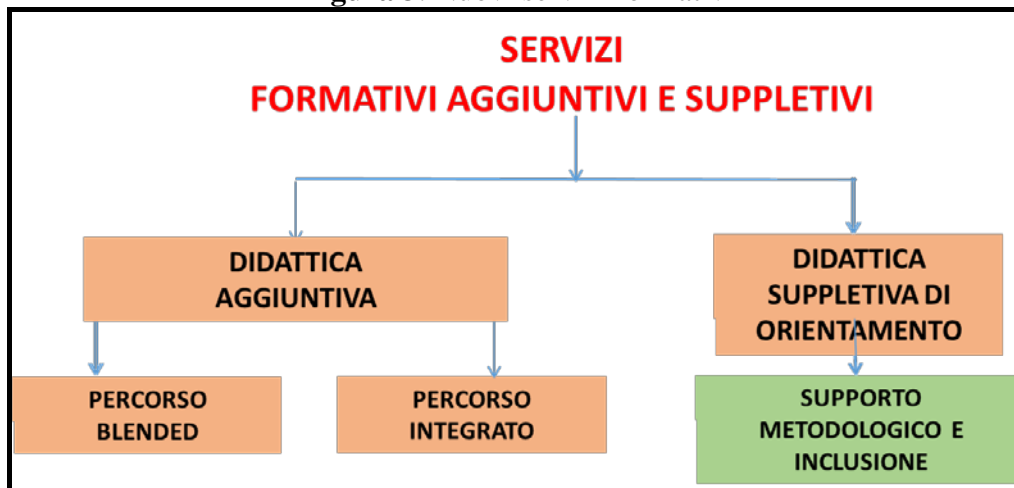 SERVIZI
FORMATIVI AGGIUNTIVI E SUPPLETIVI
DIDATTICA
AGGIUNTIVA
DIDATTICA
SUPPLETIVA DI
ORIENTAMENTO
PERCORSO
BLENDED
PERCORSO
INTEGRATO
SUPPORTO
METODOLOGICO E
INCLUSIONE